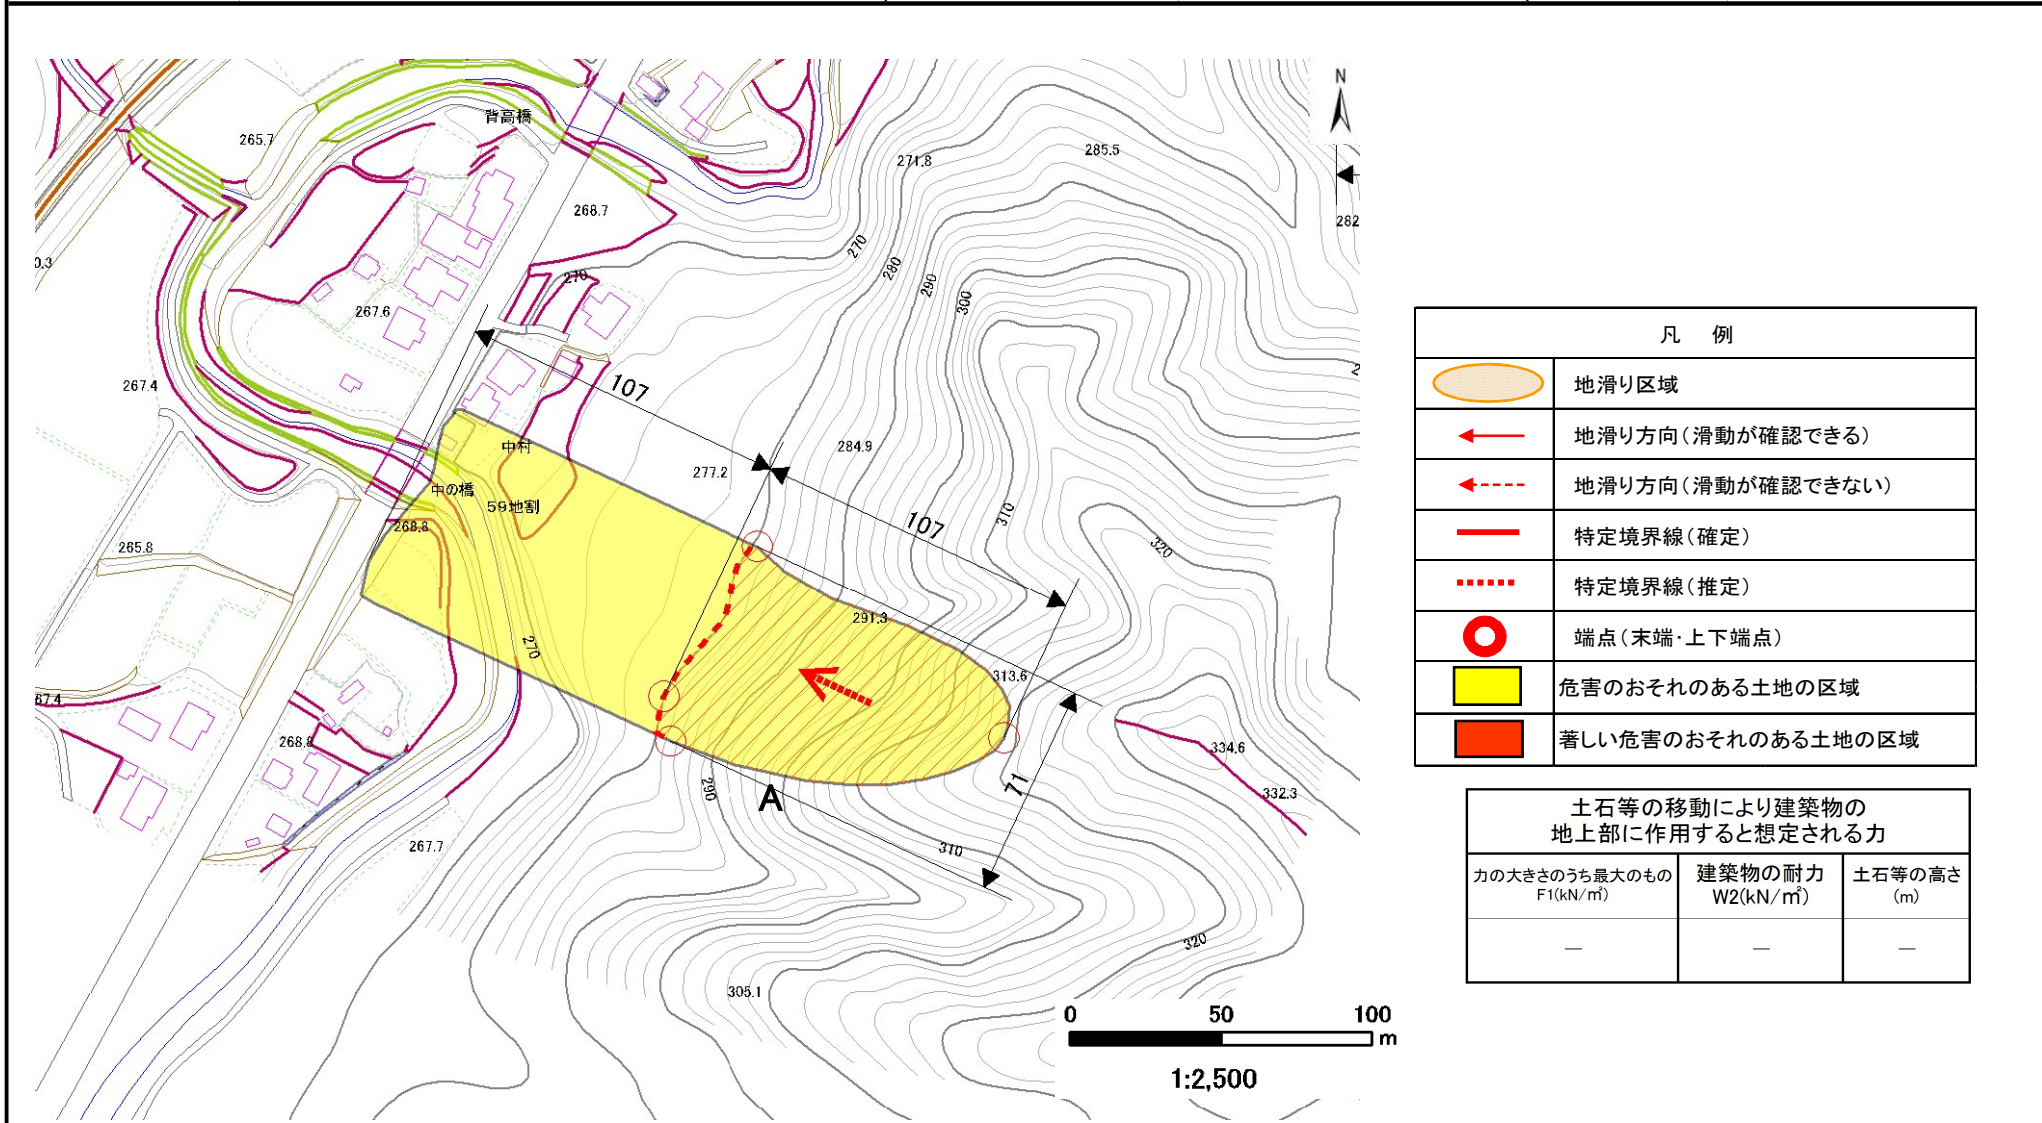 背高橋
N
265.7
271.8
285.5
268.7
282
270
0.3
280
270
290
267.6
300
267.4
107
284.9
277.2
中村
中の橋
59地割
310
107
268.8
320
265.8
291.3
270
313.6
67.4
268.8
334.6
290
A
71
332.3
267.7
310
320
305.1
0 50 100
m
1:2,500
凡 例
地滑り区域
地滑り方向(滑動が確認できる)
地滑り方向(滑動が確認できない)
特定境界線(確定)
特定境界線(推定)
端点(末端・上下端点)
危害のおそれのある土地の区域
著しい危害のおそれのある土地の区域
土石等の移動により建築物の
地上部に作用すると想定される力
力の大きさのうち最大のもの
F1(kN/㎡)
建築物の耐力
W2(kN/㎡)
土石等の高さ
(m)
— — —